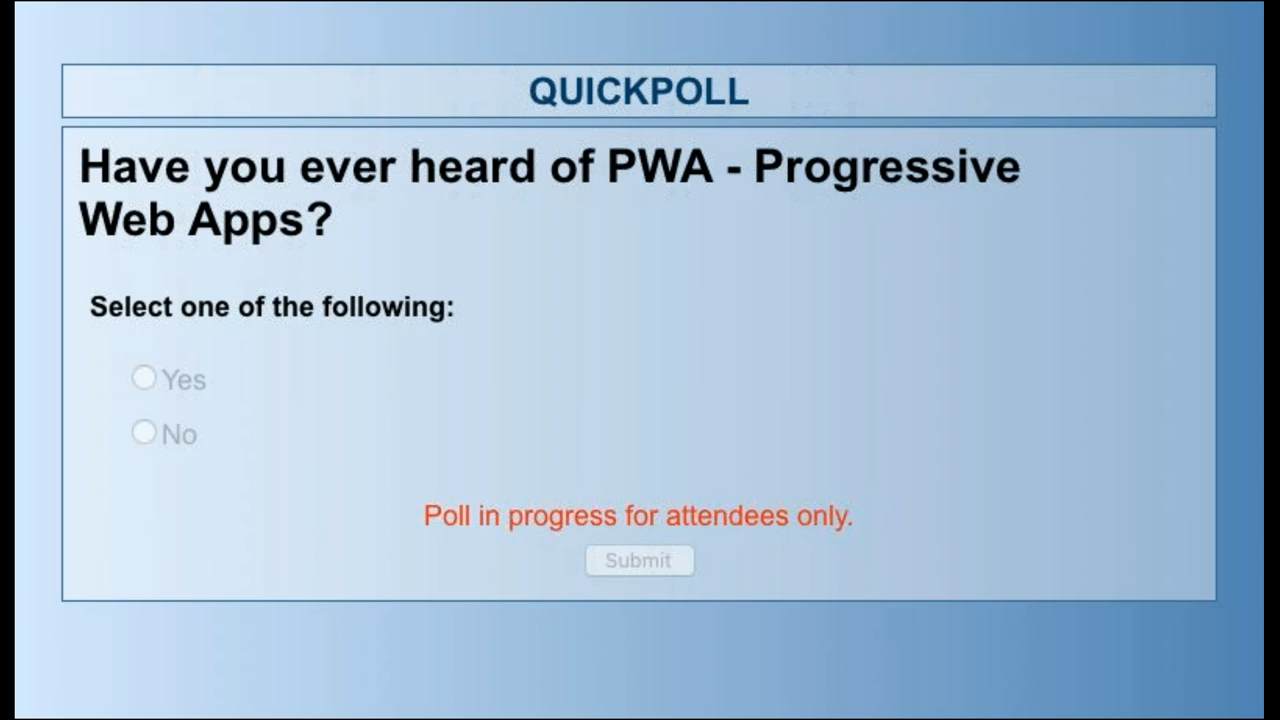 QUICKPOLL
Have you ever heard of PWA - Progressive
Web Apps?
Select one of the following:
Yes
No
Poll in progress for attendees only.
Submit